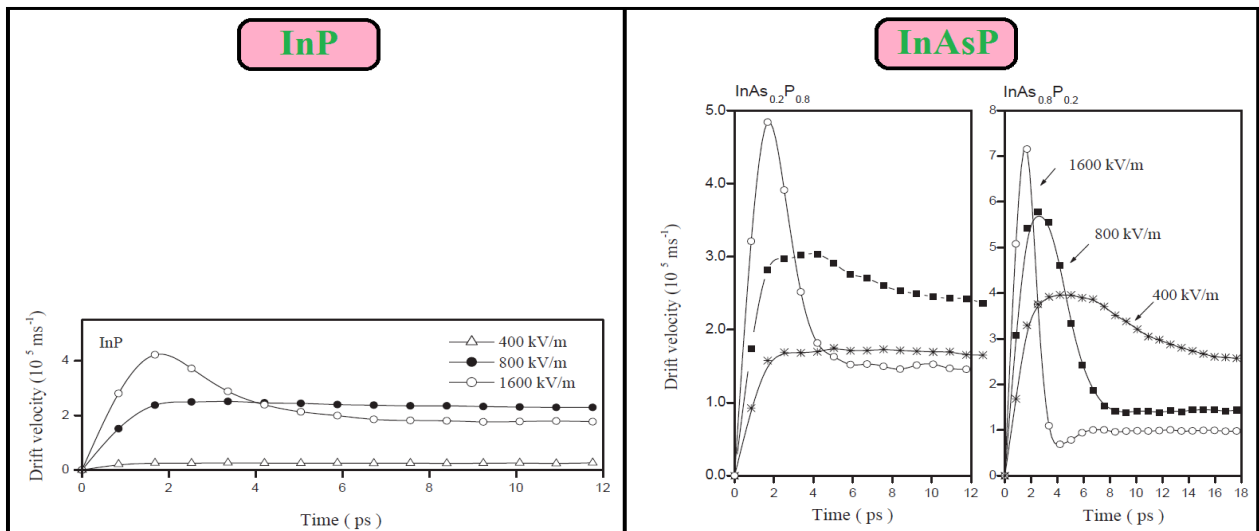 InP
InP
400 kV/m
800 kV/m
1600 kV/m
Drift velocity (10 ⁵ ms⁻¹)
4
2
0
0 2 4 6 8 10 12
Time ( ps )
InAsP
InAs₀.₂P₀.₈
Drift velocity (10 ⁵ ms⁻¹)
5.0
4.0
3.0
2.0
1.0
0.0
0 2 4 6 8 10 12
Time ( ps )
InAs₀.₈P₀.₂
8
7
6
5
4
3
2
1
0
1600 kV/m
800 kV/m
400 kV/m
0 2 4 6 8 10 12 14 16 18
Time ( ps )